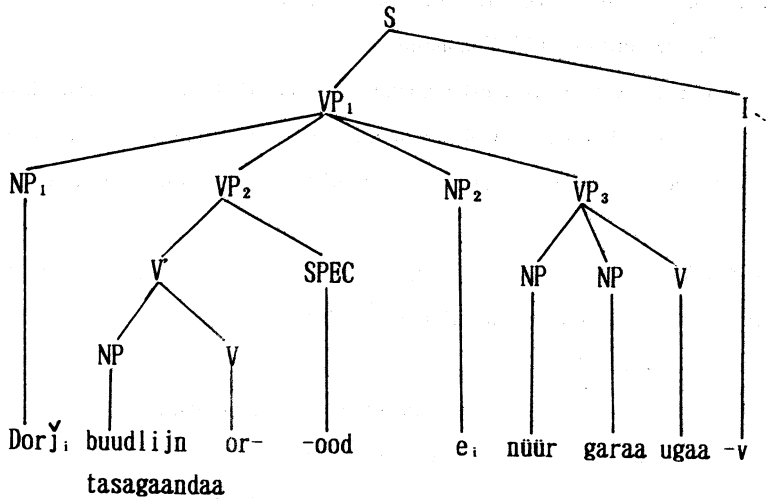 S
VP₁ I
NP₁ VP₂ NP₂ VP₃
V' SPEC NP NP V
NP V
Dorǰᵢ buudlijn or- -ood eᵢ nüür garaa ugaa -v
tasagaandaa